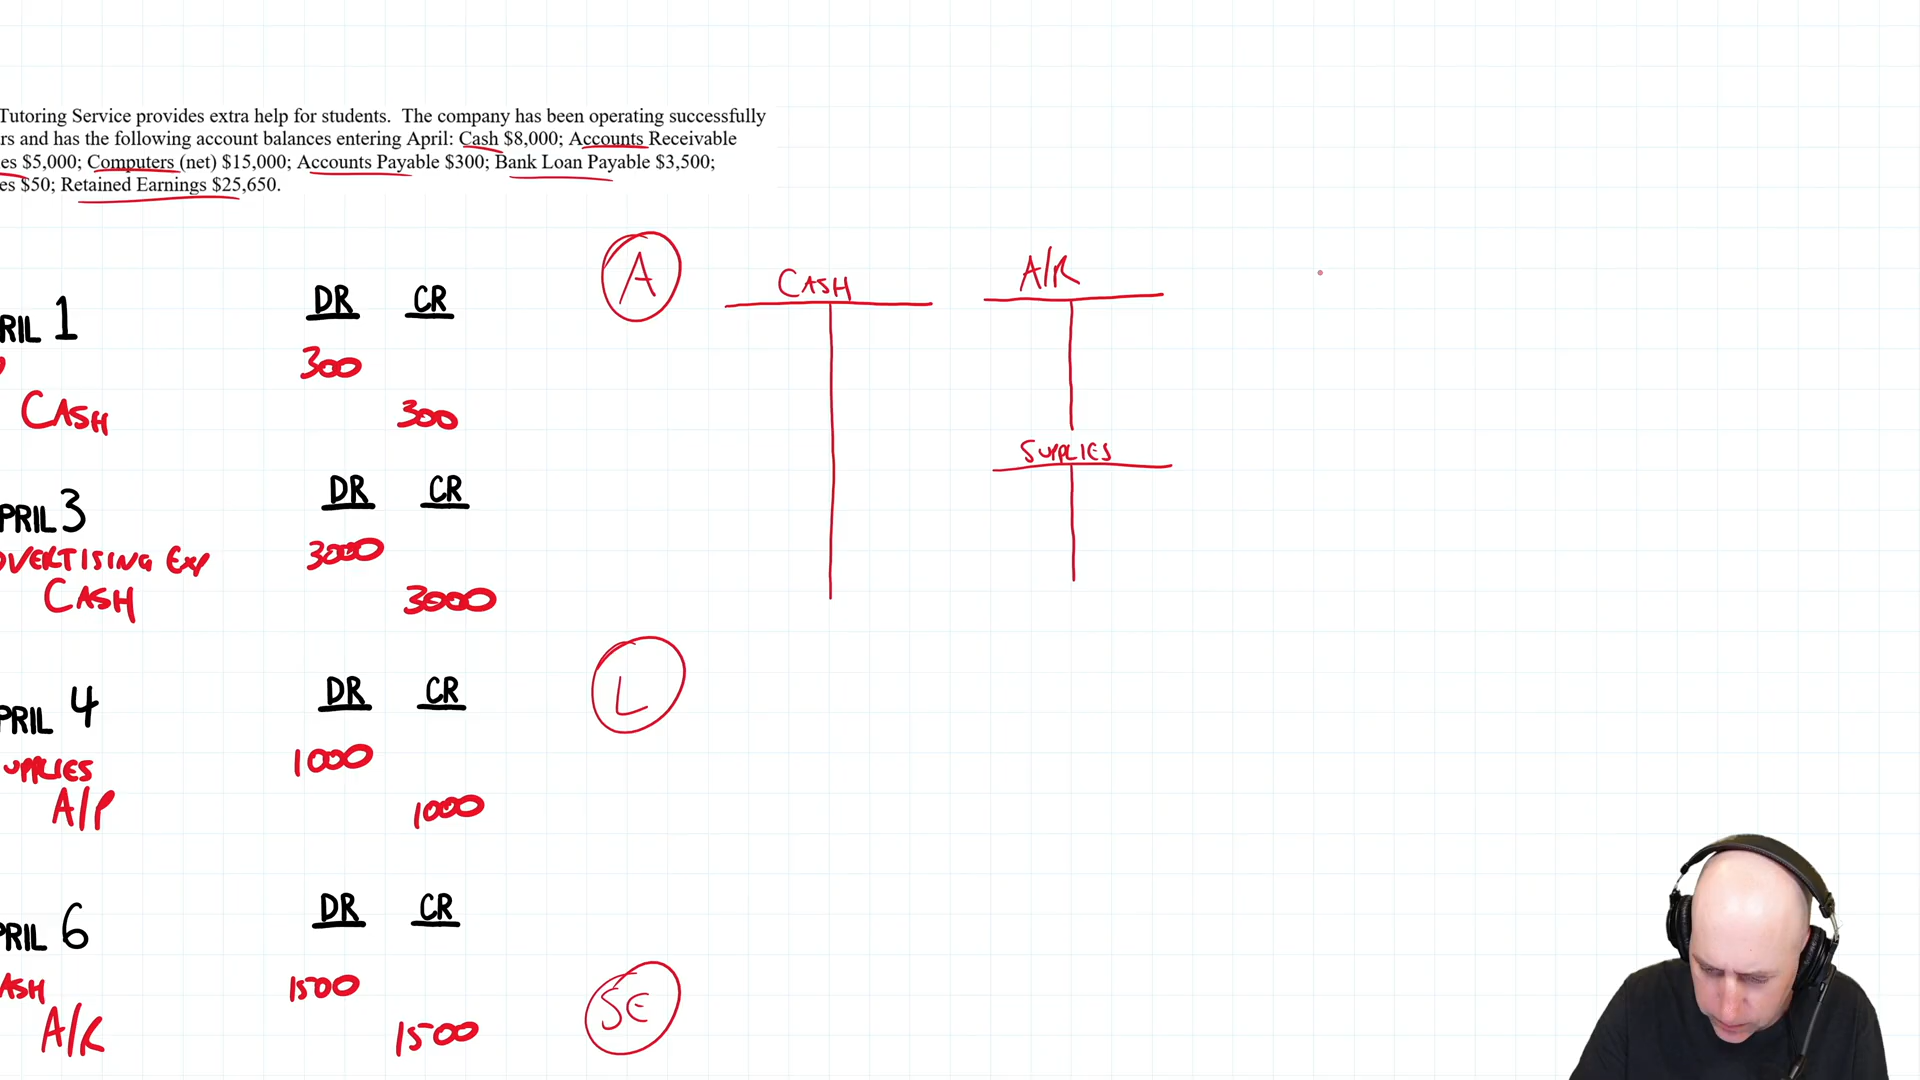 Tutoring Service provides extra help for students. The company has been operating successfully
rs and has the following account balances entering April: Cash $8,000; Accounts Receivable
es $5,000; Computers (net) $15,000; Accounts Payable $300; Bank Loan Payable $3,500;
es $50; Retained Earnings $25,650.
A
CASH
A/R
SUPPLIES
L
SE
RIL 1
DR CR
300
CASH
300
PRIL 3
DR CR
DVERTISING EXP
3000
CASH
3000
PRIL 4
DR CR
UPPLIES
1000
A/P
1000
PRIL 6
DR CR
ASH
1500
A/R
1500